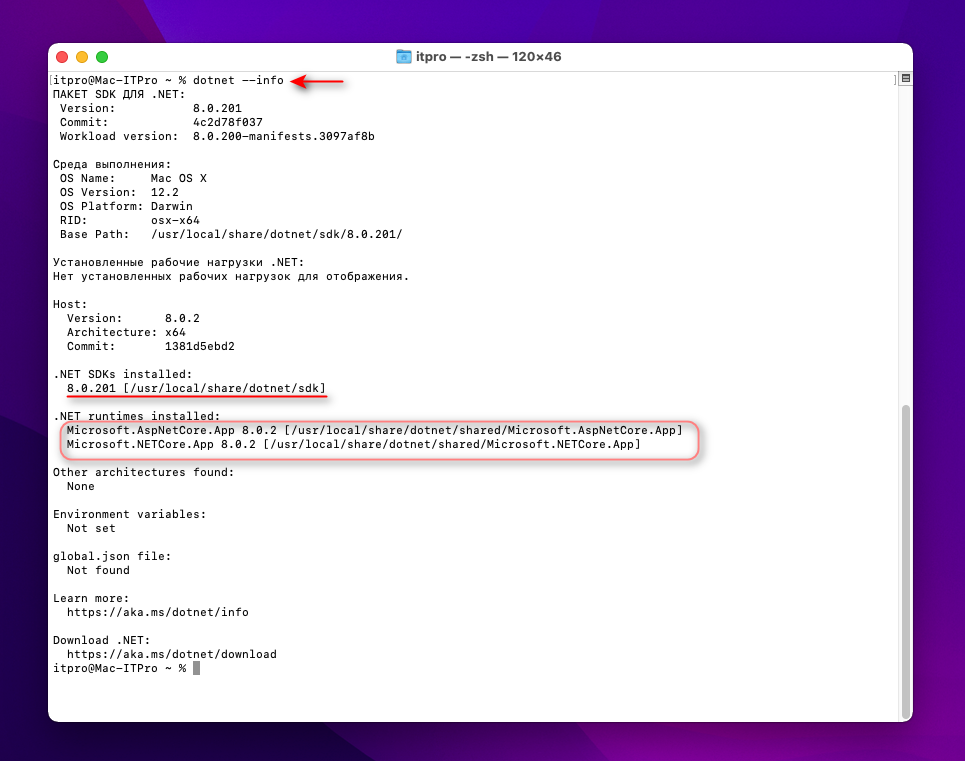 itpro — -zsh — 120×46
[itpro@Mac-ITPro ~ % dotnet --info ]
ПАКЕТ SDK ДЛЯ .NET:
Version: 8.0.201
Commit: 4c2d78f037
Workload version: 8.0.200-manifests.3097af8b
Среда выполнения:
OS Name: Mac OS X
OS Version: 12.2
OS Platform: Darwin
RID: osx-x64
Base Path: /usr/local/share/dotnet/sdk/8.0.201/
Установленные рабочие нагрузки .NET:
Нет установленных рабочих нагрузок для отображения.
Host:
Version: 8.0.2
Architecture: x64
Commit: 1381d5ebd2
.NET SDKs installed:
8.0.201 [/usr/local/share/dotnet/sdk]
.NET runtimes installed:
Microsoft.AspNetCore.App 8.0.2 [/usr/local/share/dotnet/shared/Microsoft.AspNetCore.App]
Microsoft.NETCore.App 8.0.2 [/usr/local/share/dotnet/shared/Microsoft.NETCore.App]
Other architectures found:
None
Environment variables:
Not set
global.json file:
Not found
Learn more:
https://aka.ms/dotnet/info
Download .NET:
https://aka.ms/dotnet/download
itpro@Mac-ITPro ~ %